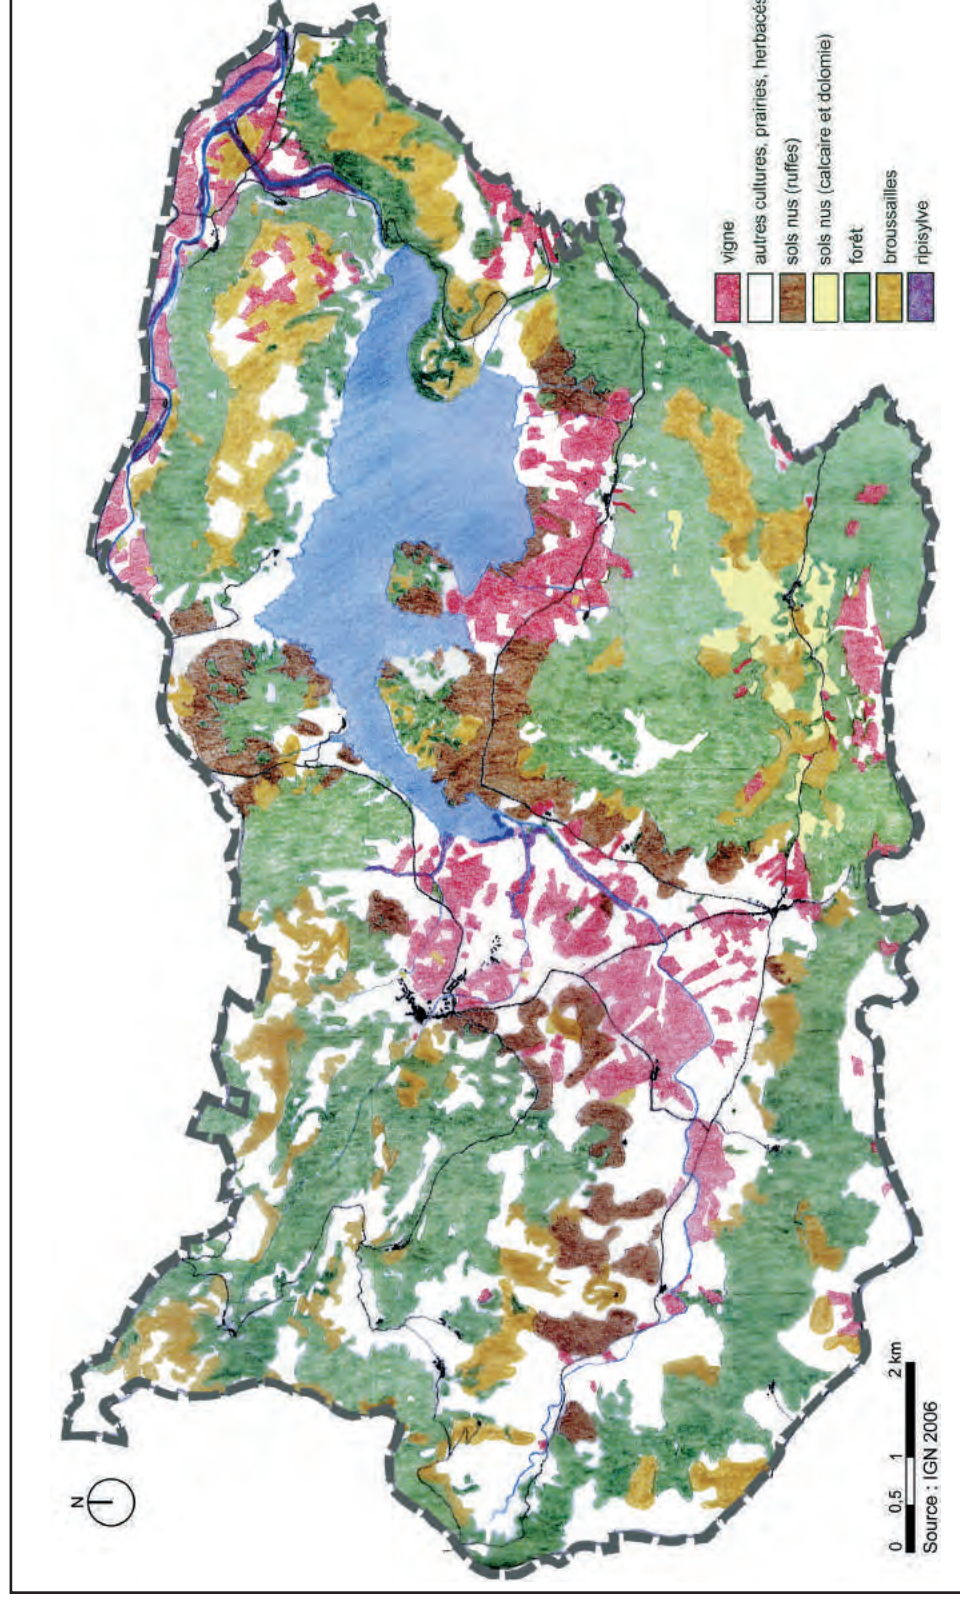 N
vigne
autres cultures, prairies, herbacés
sols nus (ruffes)
sols nus (calcaire et dolomie)
forêt
broussailles
ripisylve
0 0,5 1 2 km
Source : IGN 2006